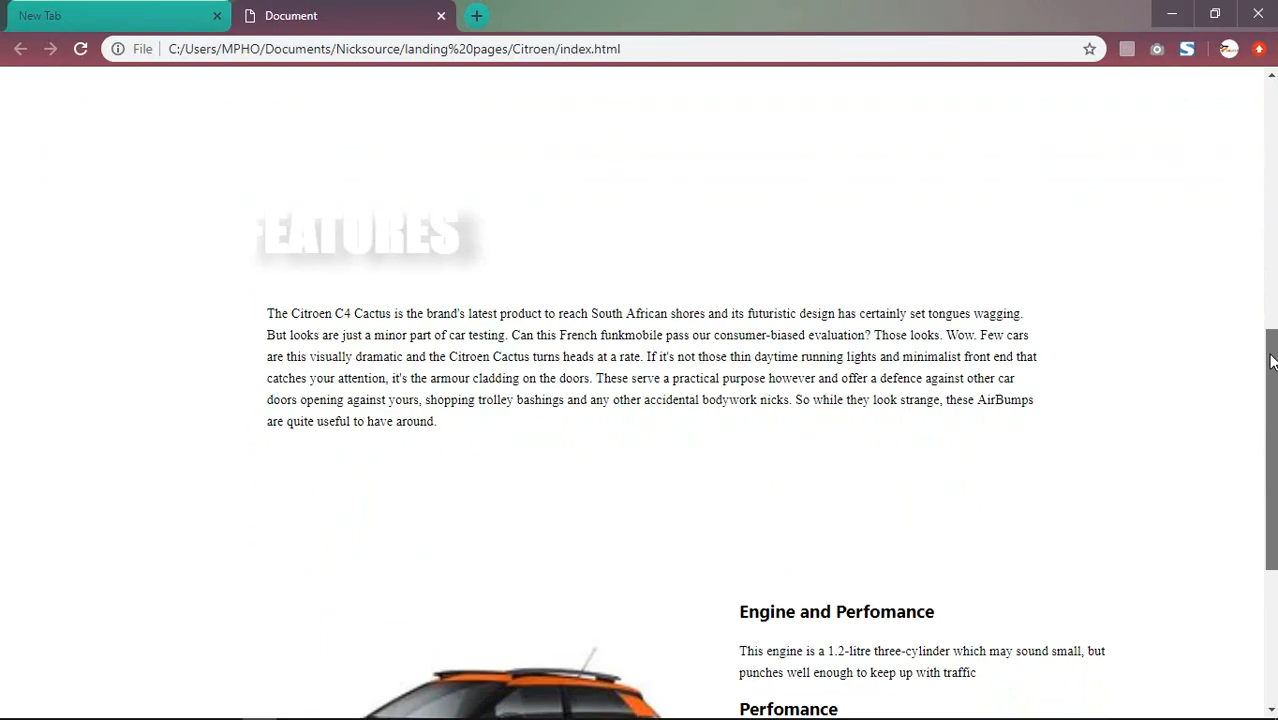 New Tab
Document
File
C:/Users/MPHO/Documents/Nicksource/landing%20pages/Citroen/index.html
FEATURES
The Citroen C4 Cactus is the brand's latest product to reach South African shores and its futuristic design has certainly set tongues wagging.
But looks are just a minor part of car testing. Can this French funkmobile pass our consumer-biased evaluation? Those looks. Wow. Few cars
are this visually dramatic and the Citroen Cactus turns heads at a rate. If it's not those thin daytime running lights and minimalist front end that
catches your attention, it's the armour cladding on the doors. These serve a practical purpose however and offer a defence against other car
doors opening against yours, shopping trolley bashings and any other accidental bodywork nicks. So while they look strange, these AirBumps
are quite useful to have around.
Engine and Perfomance
This engine is a 1.2-litre three-cylinder which may sound small, but
punches well enough to keep up with traffic
Perfomance